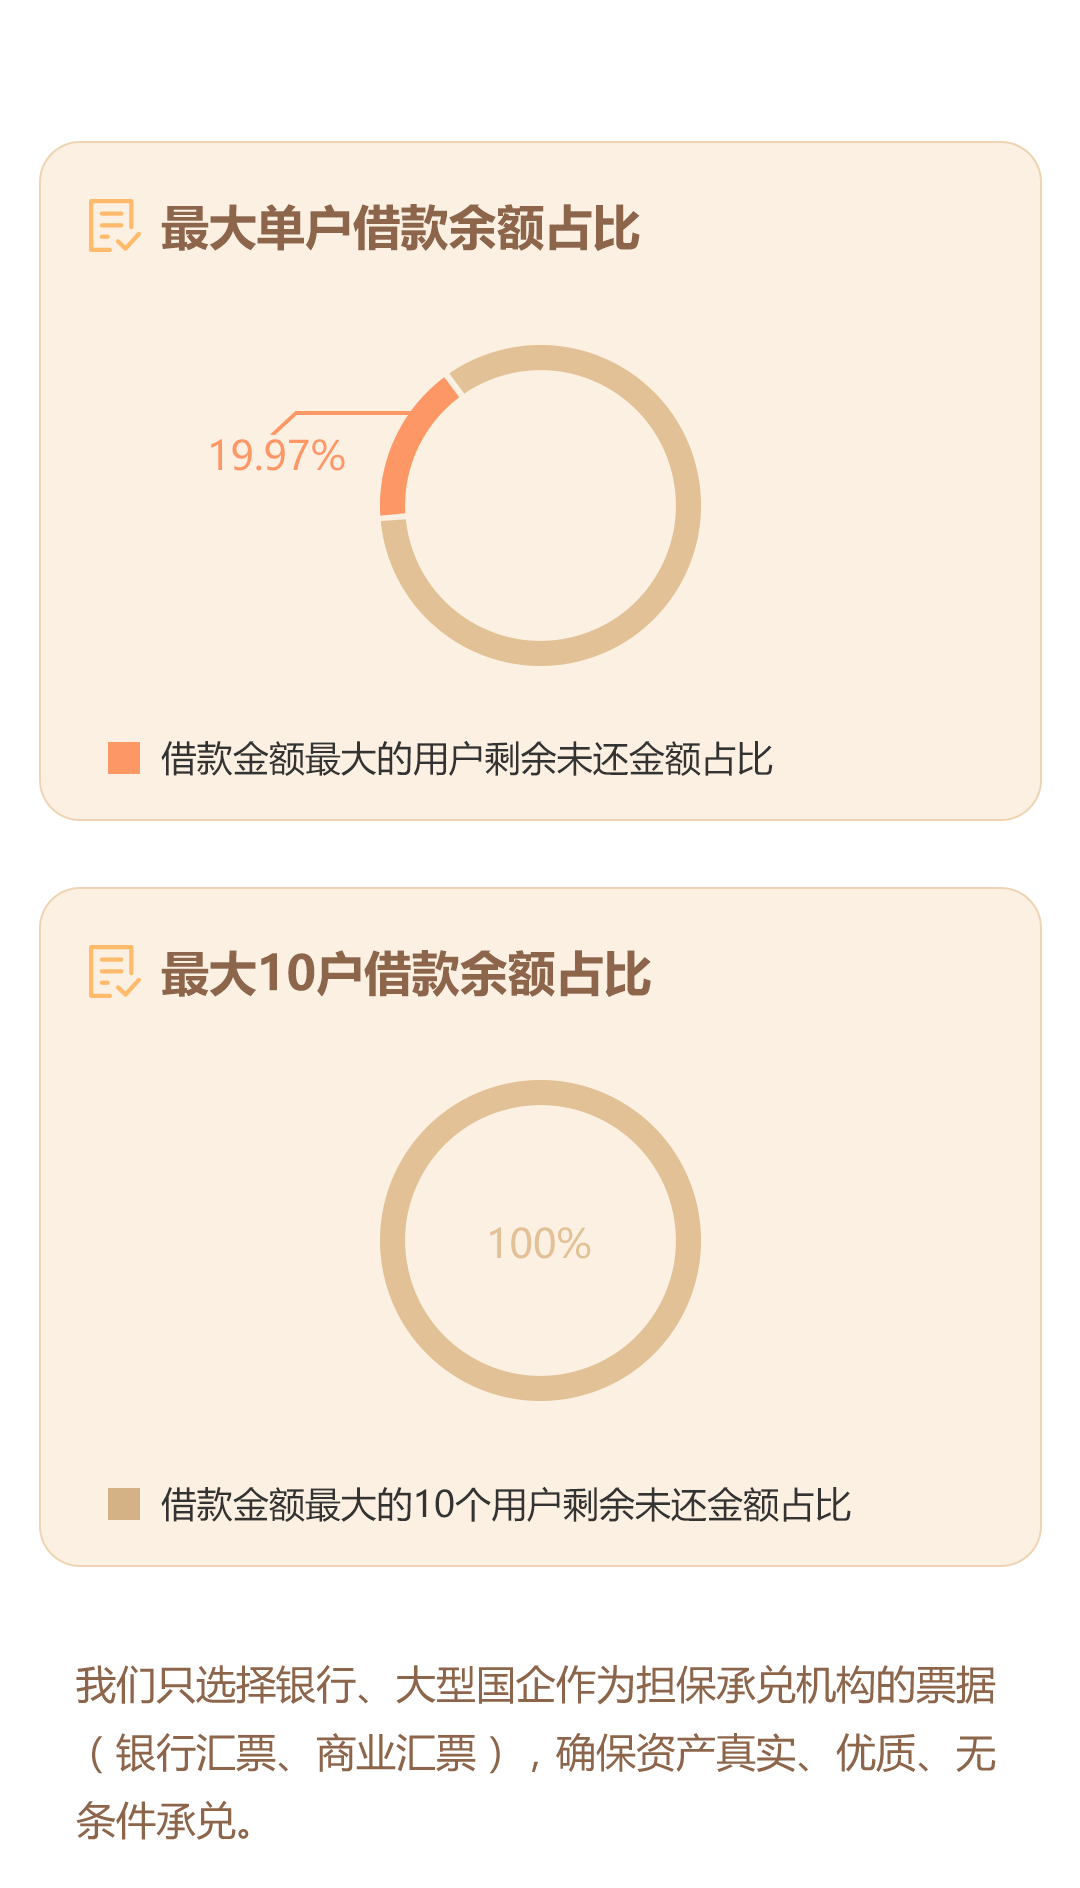 最大单户借款余额占比
19.97%
借款金额最大的用户剩余未还金额占比
最大10户借款余额占比
100%
借款金额最大的10个用户剩余未还金额占比
我们只选择银行、大型国企作为担保承兑机构的票据
（银行汇票、商业汇票），确保资产真实、优质、无
条件承兑。